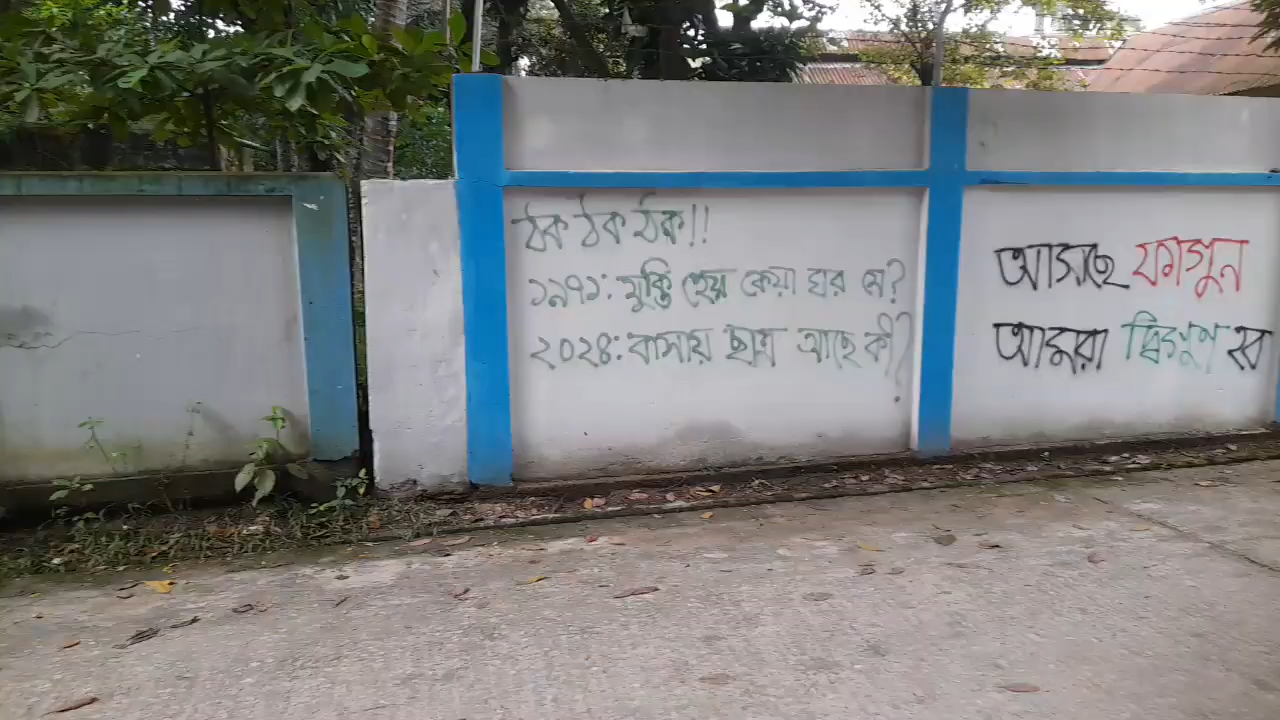 ঠক ঠক ঠক!!
১৯৭১: মুক্তি হেয় কেয়া ঘর মে?
২০২৪: বাসায় ছাত্র আছে কী?
আসছে ফাগুন
আমরা দ্বিগুণ হব